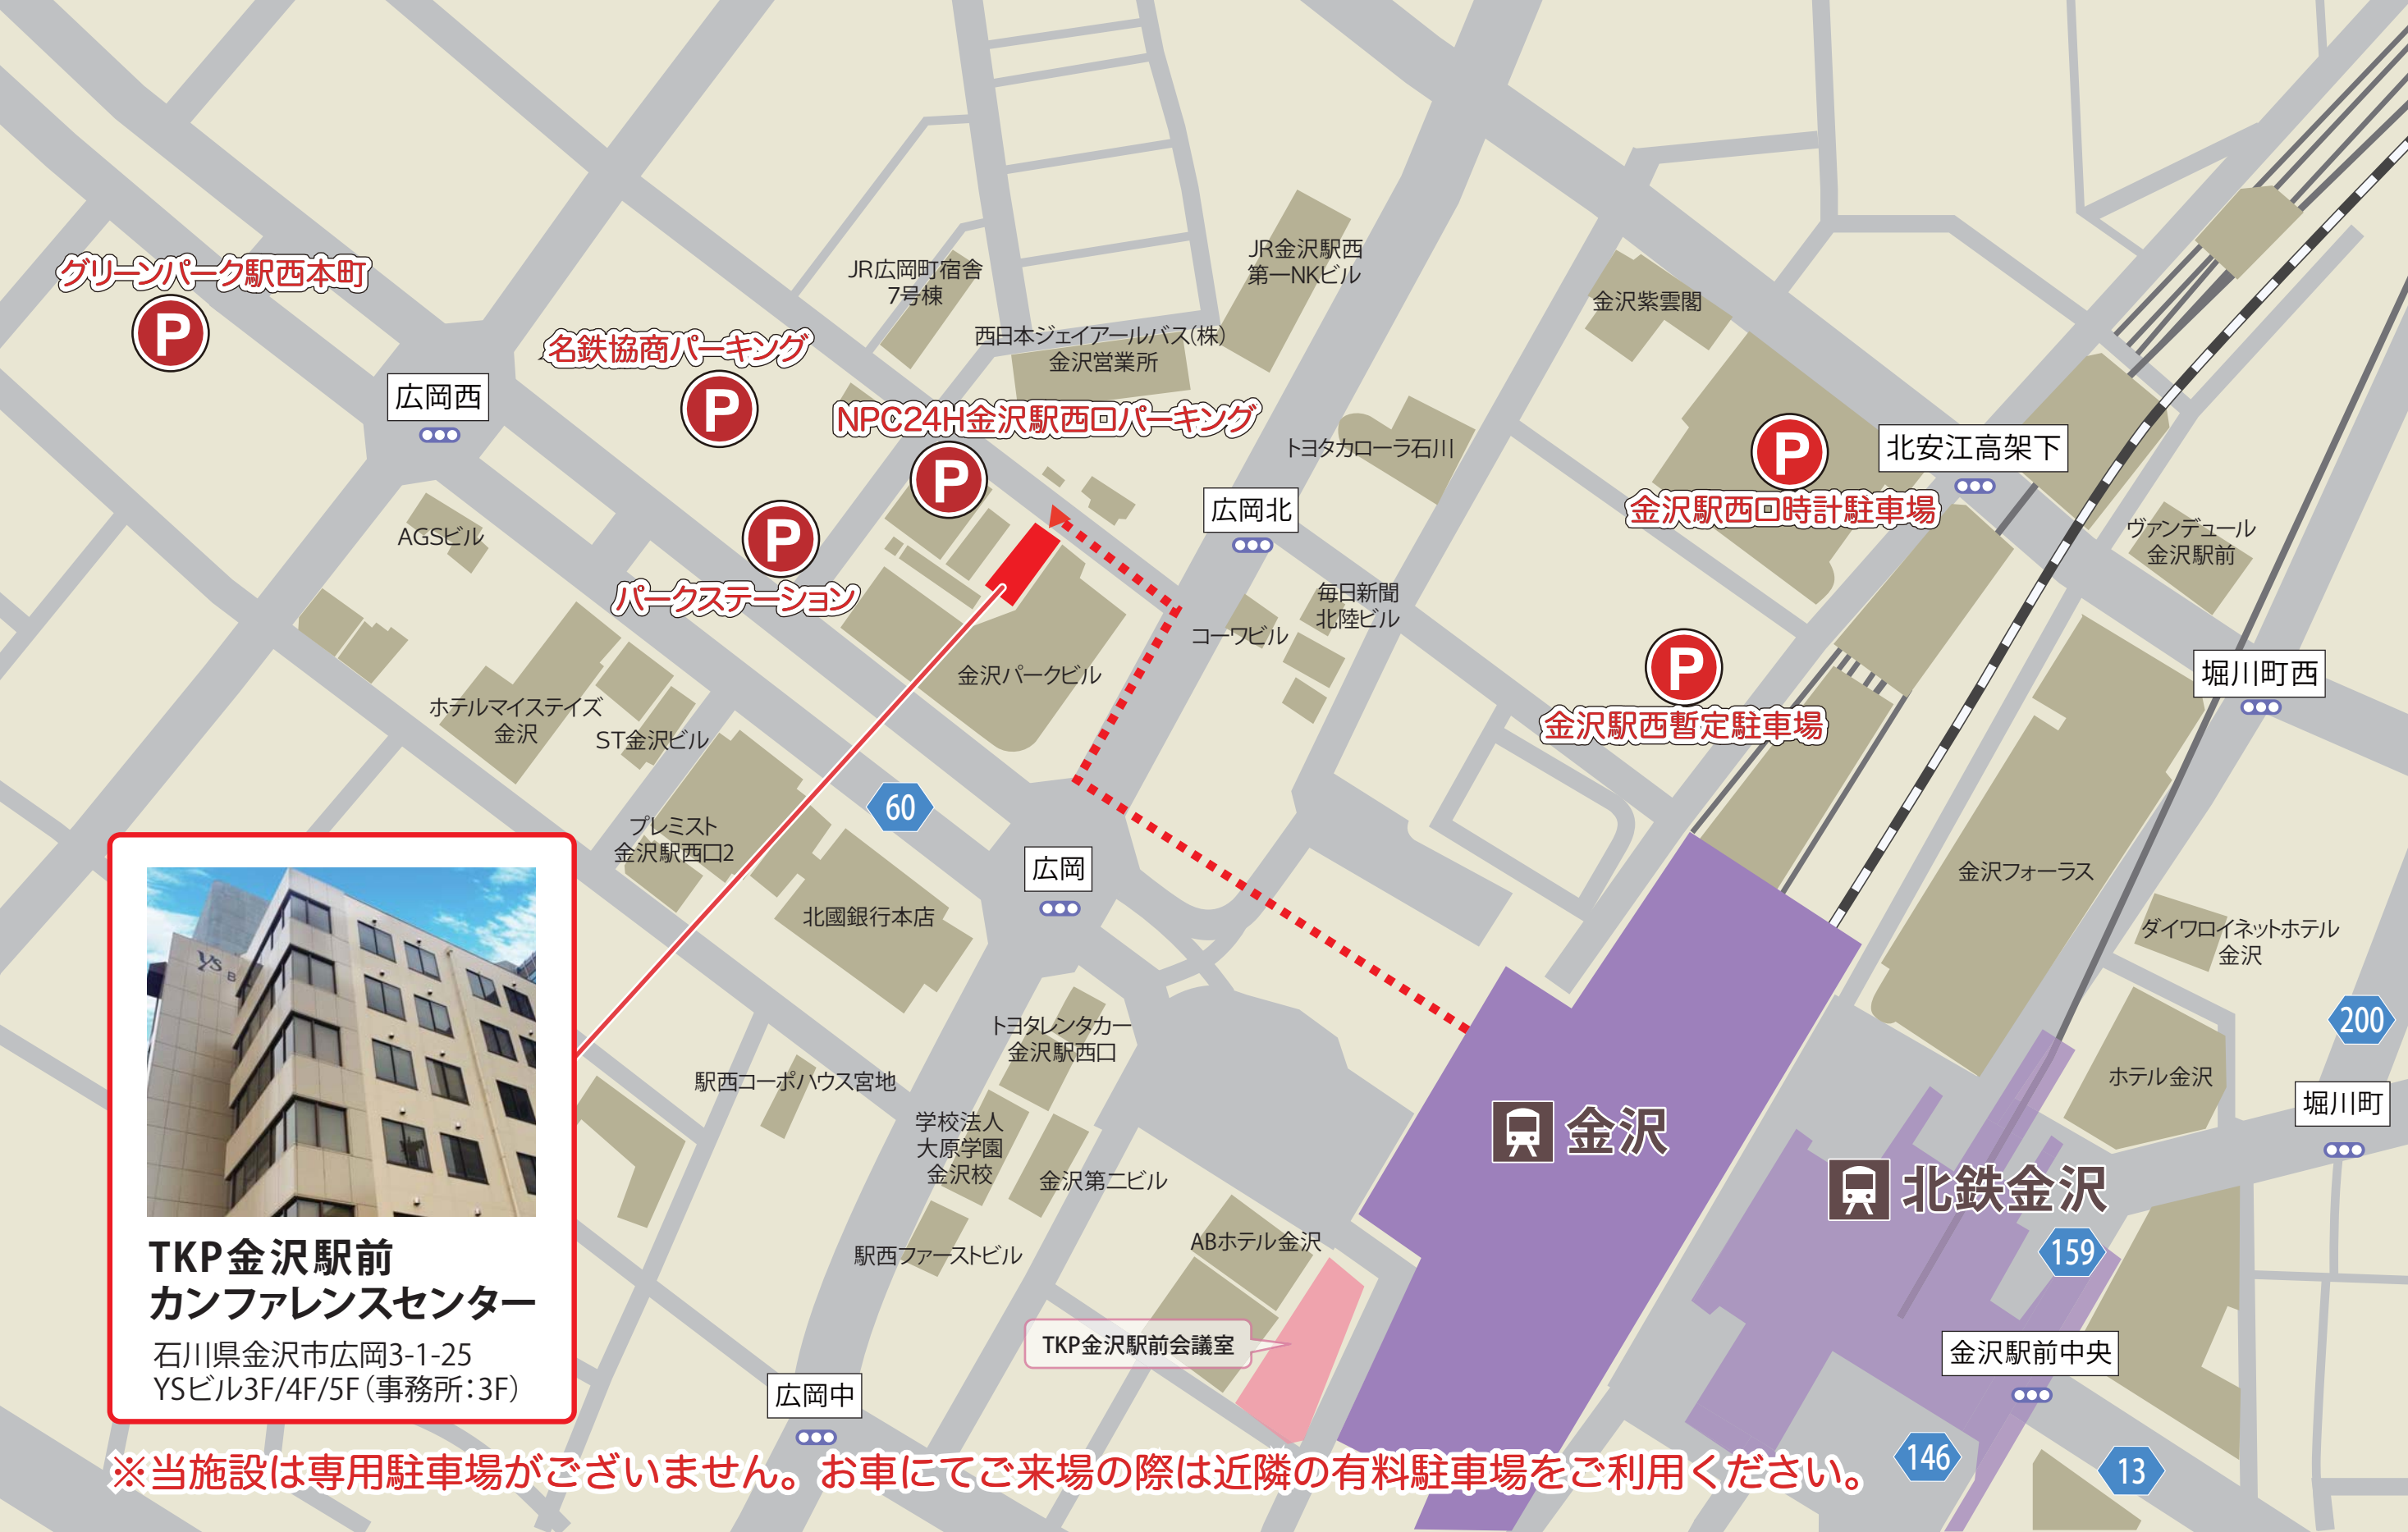 JR金沢駅西
第一NKビル
グリーンパーク駅西本町
P
JR広岡町宿舎
7号棟
金沢紫雲閣
西日本ジェイアールバス(株)
金沢営業所
名鉄協商パーキング
P
広岡西
NPC24H金沢駅西口パーキング
P
トヨタカローラ石川
P
金沢駅西口時計駐車場
北安江高架下
広岡北
AGSビル
P
パークステーション
ヴァンデュール
金沢駅前
毎日新聞
北陸ビル
コーワビル
金沢パークビル
P
金沢駅西暫定駐車場
堀川町西
ホテルマイステイズ
金沢
ST金沢ビル
60
プレミスト
金沢駅西口2
広岡
金沢フォーラス
北國銀行本店
ダイワロイネットホテル
金沢
YS B
トヨタレンタカー
金沢駅西口
200
駅西コーポハウス宮地
ホテル金沢
堀川町
学校法人
大原学園
金沢校
金沢
金沢第二ビル
北鉄金沢
駅西ファーストビル
ABホテル金沢
159
TKP金沢駅前
カンファレンスセンター
石川県金沢市広岡3-1-25
YSビル3F/4F/5F(事務所:3F)
TKP金沢駅前会議室
金沢駅前中央
広岡中
146
13
※当施設は専用駐車場がございません。お車にてご来場の際は近隣の有料駐車場をご利用ください。